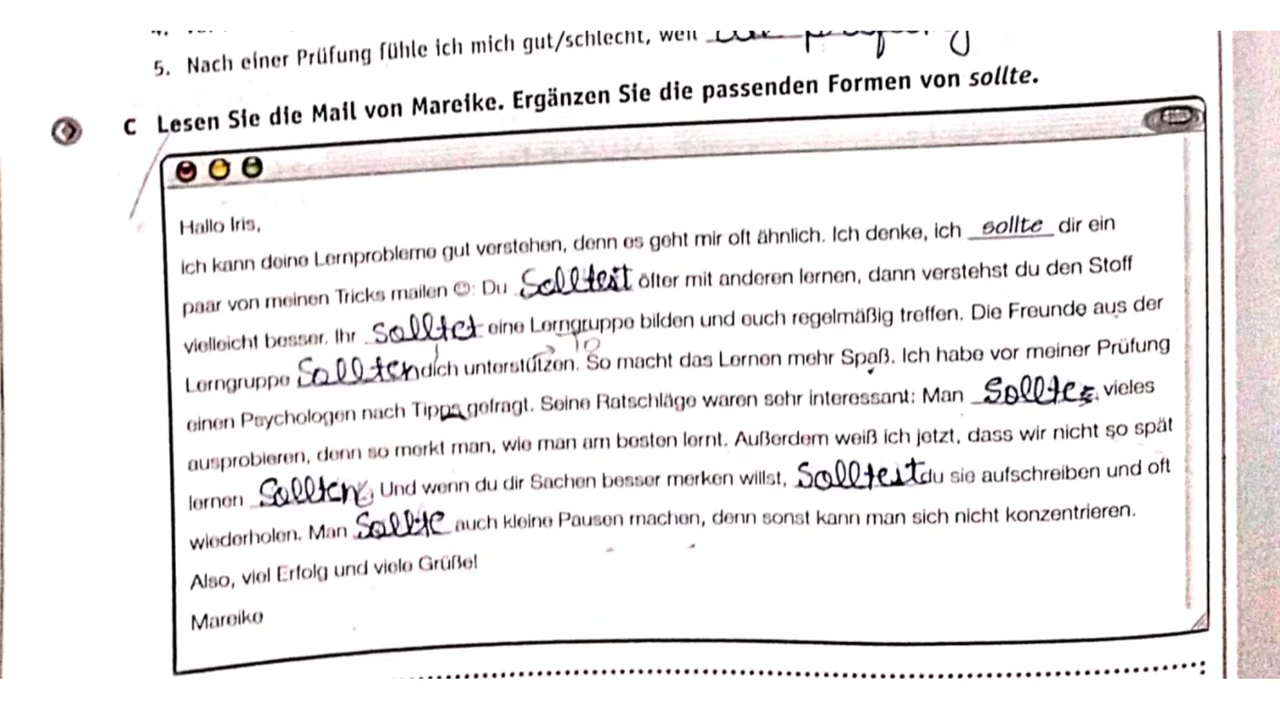 5. Nach einer Prüfung fühle ich mich gut/schlecht, weil
C Lesen Sie die Mail von Mareike. Ergänzen Sie die passenden Formen von sollte.
Hallo Iris,
ich kann deine Lernprobleme gut verstehen, denn es geht mir oft ähnlich. Ich denke, ich sollte dir ein
paar von meinen Tricks mailen ☺: Du Solltest öfter mit anderen lernen, dann verstehst du den Stoff
vielleicht besser. Ihr Solltet eine Lerngruppe bilden und euch regelmäßig treffen. Die Freunde aus der
Lerngruppe Sollten dich unterstützen. So macht das Lernen mehr Spaß. Ich habe vor meiner Prüfung
einen Psychologen nach Tipps gefragt. Seine Ratschläge waren sehr interessant: Man Sollte vieles
ausprobieren, denn so merkt man, wie man am besten lernt. Außerdem weiß ich jetzt, dass wir nicht so spät
lernen Sollten. Und wenn du dir Sachen besser merken willst, Solltest du sie aufschreiben und oft
wiederholen. Man Sollte auch kleine Pausen machen, denn sonst kann man sich nicht konzentrieren.
Also, viel Erfolg und viele Grüße!
Mareike